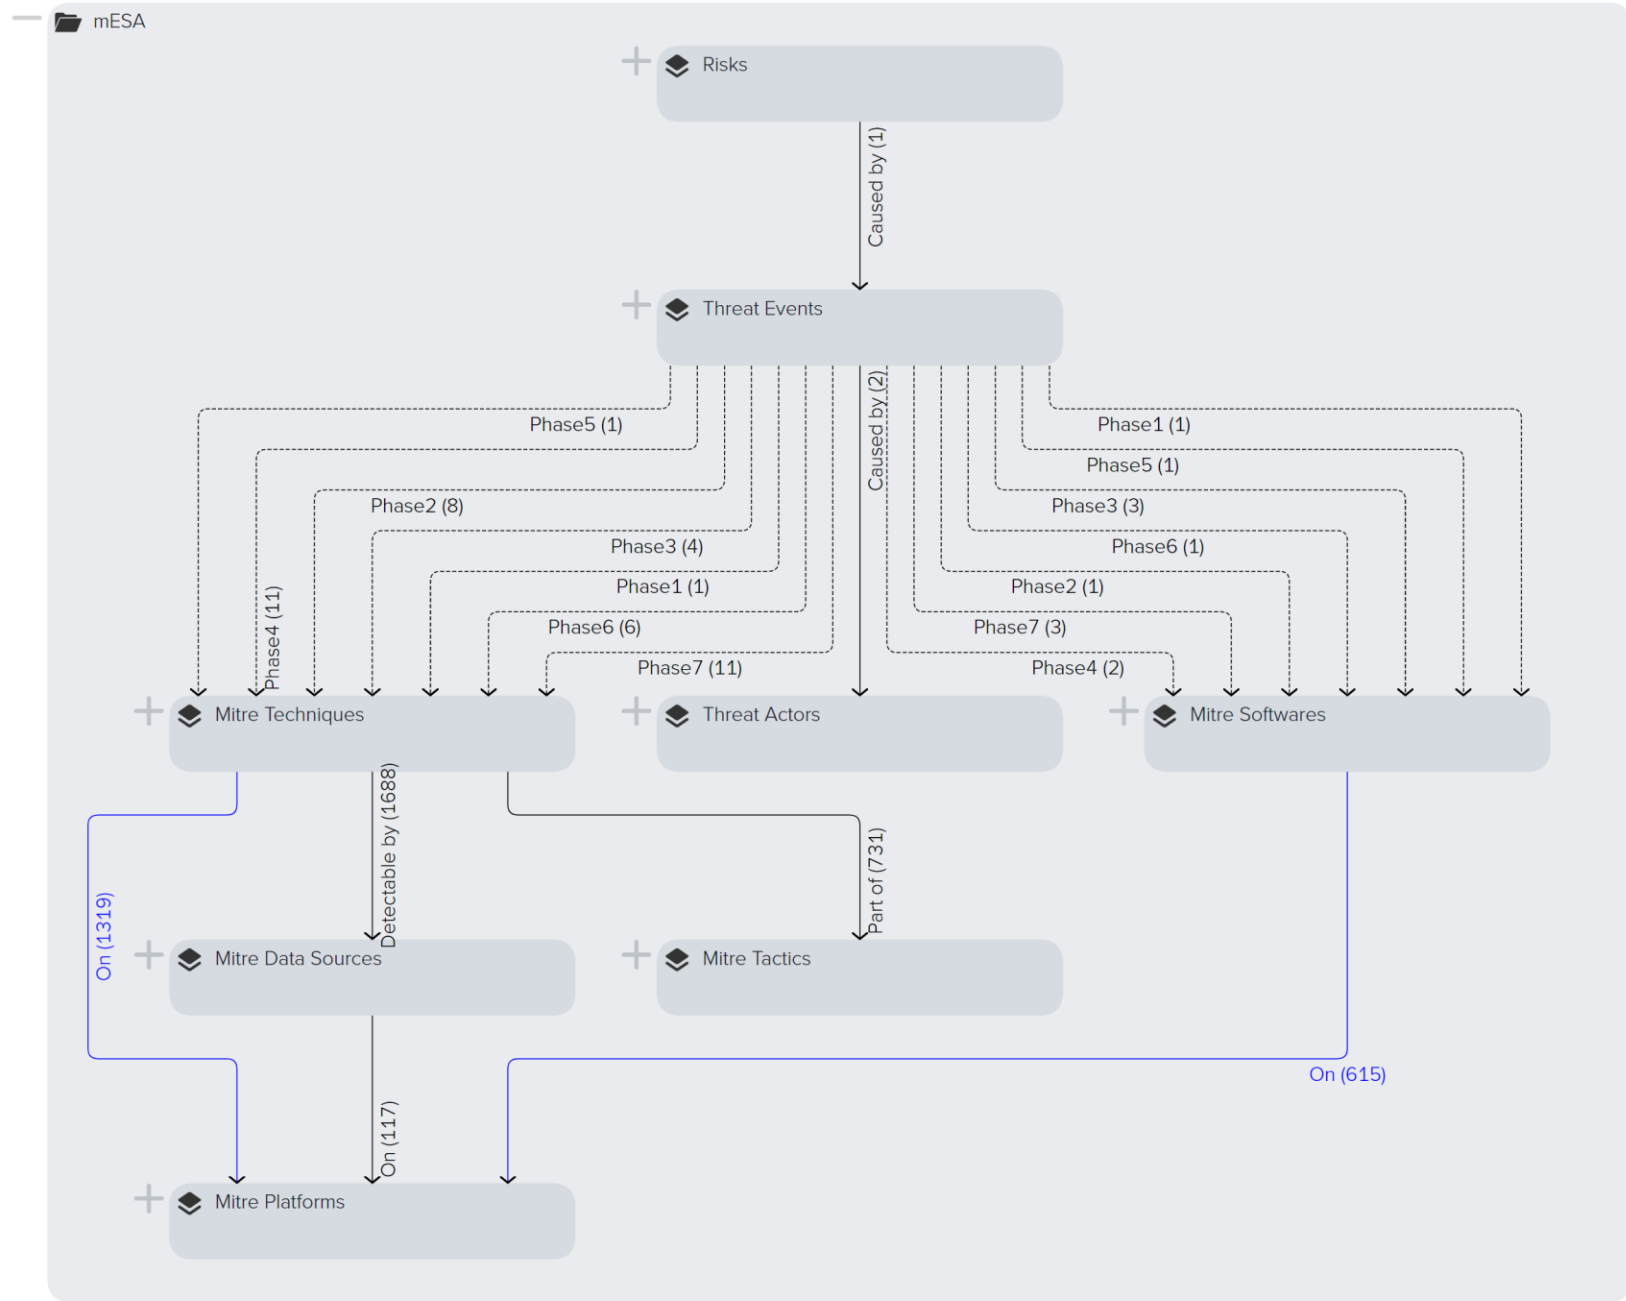 mESA
Risks
Caused by (1)
Threat Events
Caused by (2)
Phase5 (1)
Phase1 (1)
Phase5 (1)
Phase2 (8)
Phase3 (3)
Phase3 (4)
Phase6 (1)
Phase4 (11)
Phase1 (1)
Phase2 (1)
Phase6 (6)
Phase7 (3)
Phase7 (11)
Phase4 (2)
Mitre Techniques
Threat Actors
Mitre Softwares
Detectable by (1688)
Part of (731)
On (1319)
Mitre Data Sources
Mitre Tactics
On (615)
On (117)
Mitre Platforms